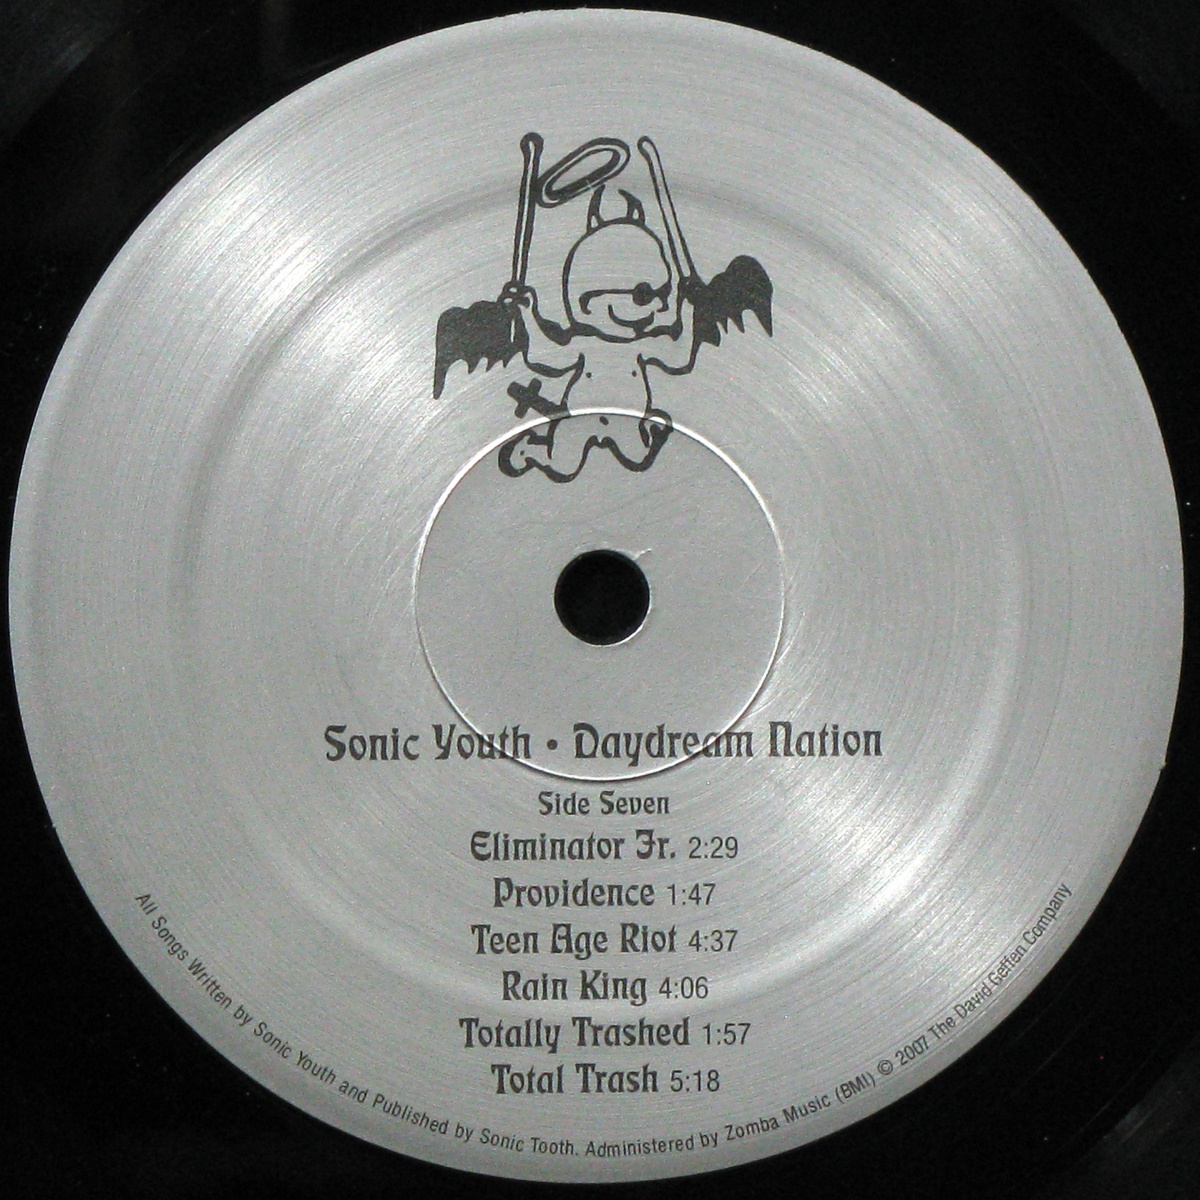 Sonic Youth • Daydream Nation
Side Seven
Eliminator Jr. 2:29
Providence 1:47
Teen Age Riot 4:37
Rain King 4:06
Totally Trashed 1:57
Total Trash 5:18
All Songs Written by Sonic Youth and Published by Sonic Tooth. Administered by Zomba Music (BMI) © 2007 The David Geffen Company